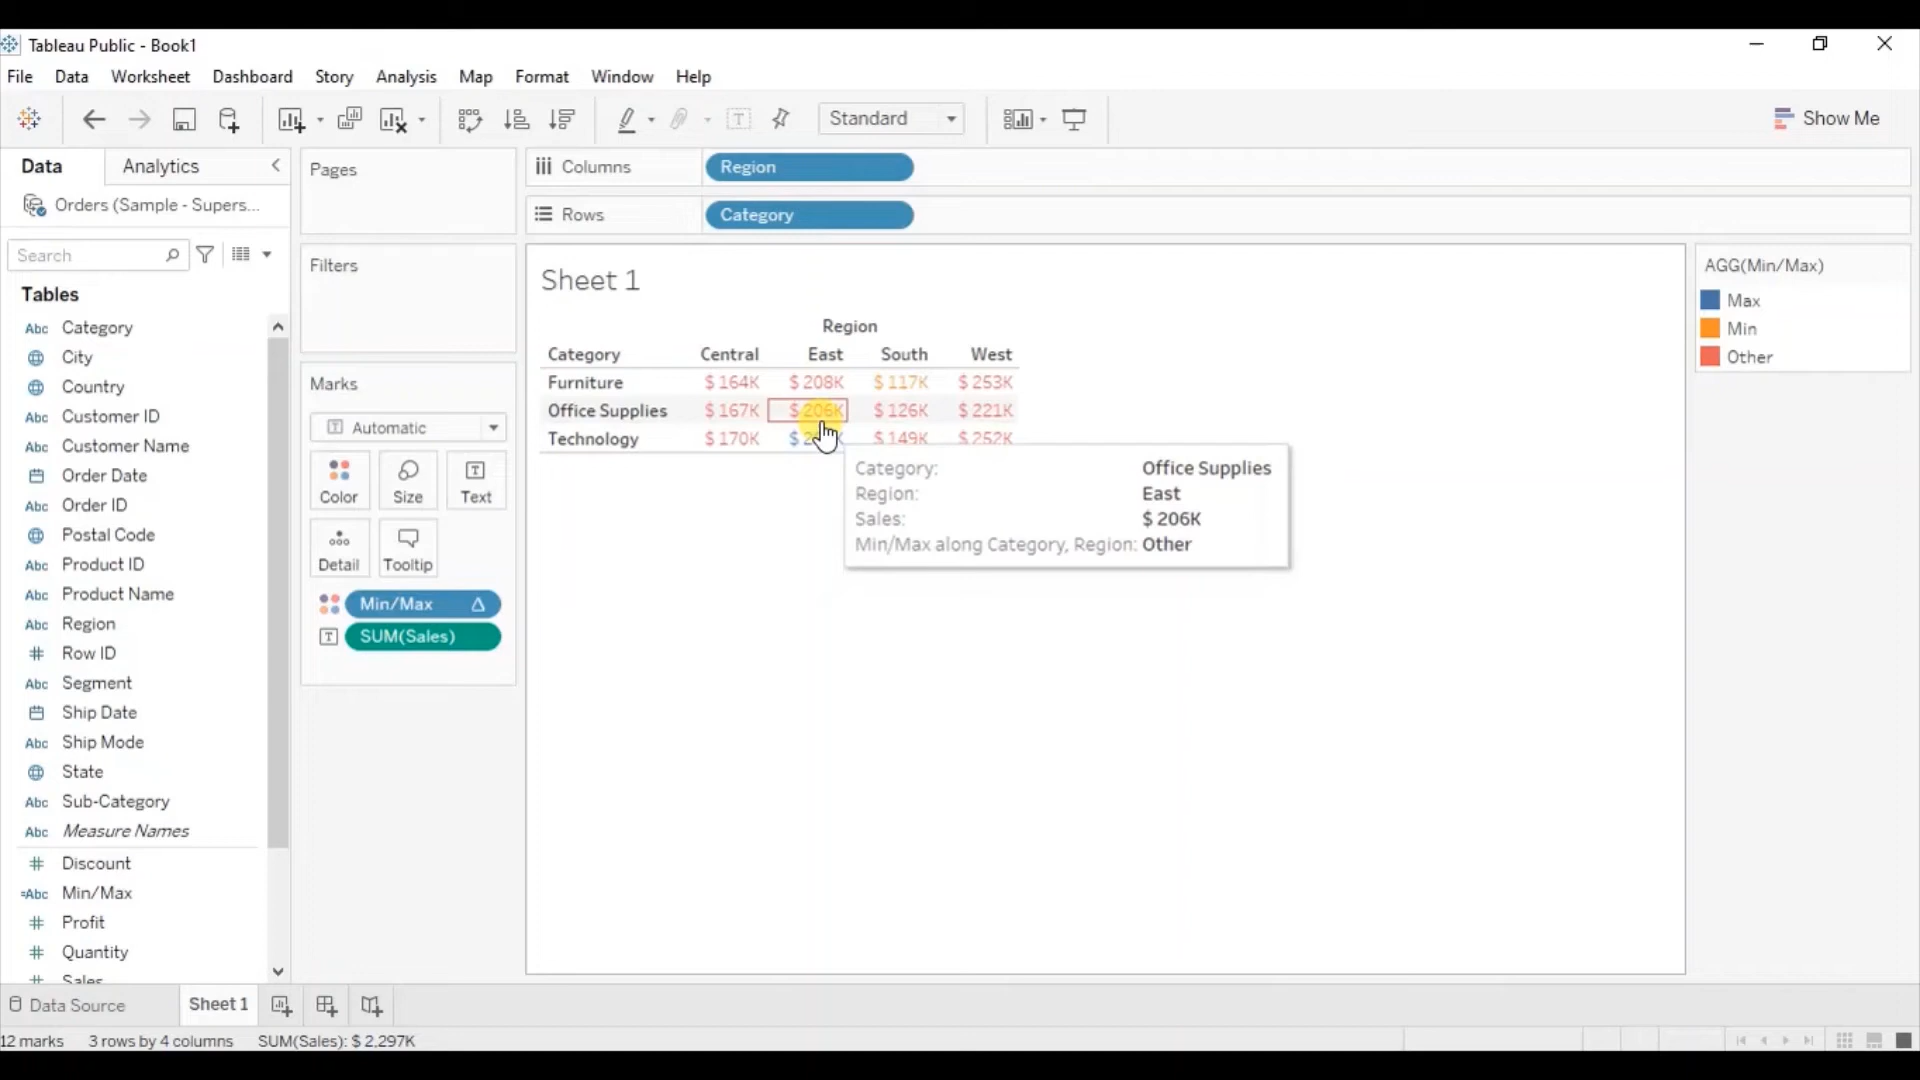 Tableau Public - Book1
File Data Worksheet Dashboard Story Analysis Map Format Window Help
Standard
Show Me
Data Analytics
Orders (Sample - Supers...
Search
Tables
Abc Category
City
Country
Abc Customer ID
Abc Customer Name
Order Date
Abc Order ID
Postal Code
Abc Product ID
Abc Product Name
Abc Region
# Row ID
Abc Segment
Ship Date
Abc Ship Mode
State
Abc Sub-Category
Abc Measure Names
# Discount
=Abc Min/Max
# Profit
# Quantity
# Sales
Pages
Filters
Marks
Automatic
Color Size Text
Detail Tooltip
Min/Max Δ
SUM(Sales)
Columns Region
Rows Category
Sheet 1
Region
Category Central East South West
Furniture $ 164K $ 208K $ 117K $ 253K
Office Supplies $ 167K $ 206K $ 126K $ 221K
Technology $ 170K $ 149K $ 252K
Category: Office Supplies
Region: East
Sales: $ 206K
Min/Max along Category, Region: Other
AGG(Min/Max)
Max
Min
Other
Data Source Sheet 1
12 marks 3 rows by 4 columns SUM(Sales): $ 2,297K